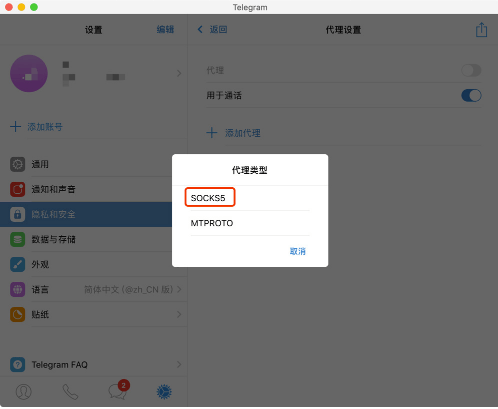 Telegram
设置
编辑
返回
代理设置
代理
用于通话
添加账号
添加代理
通用
代理类型
通知和声音
SOCKS5
隐私和安全
MTPROTO
数据与存储
取消
外观
语言
简体中文 (@zh_CN 版)
贴纸
Telegram FAQ
3